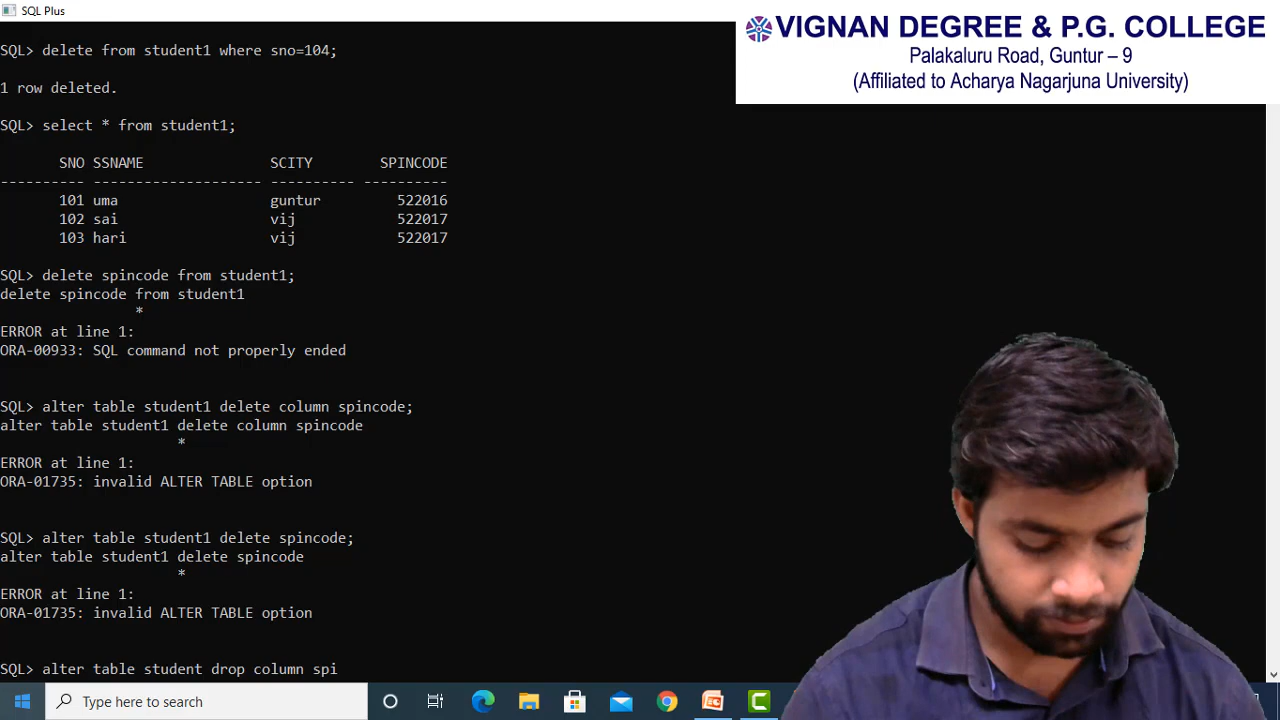 SQL Plus
SQL> delete from student1 where sno=104;
1 row deleted.
SQL> select * from student1;
SNO SSNAME SCITY SPINCODE
---------- -------------------- ---------- ----------
101 uma guntur 522016
102 sai vij 522017
103 hari vij 522017
SQL> delete spincode from student1;
delete spincode from student1
*
ERROR at line 1:
ORA-00933: SQL command not properly ended
SQL> alter table student1 delete column spincode;
alter table student1 delete column spincode
*
ERROR at line 1:
ORA-01735: invalid ALTER TABLE option
SQL> alter table student1 delete spincode;
alter table student1 delete spincode
*
ERROR at line 1:
ORA-01735: invalid ALTER TABLE option
SQL> alter table student drop column spi
VIGNAN DEGREE & P.G. COLLEGE
Palakaluru Road, Guntur – 9
(Affiliated to Acharya Nagarjuna University)
Type here to search